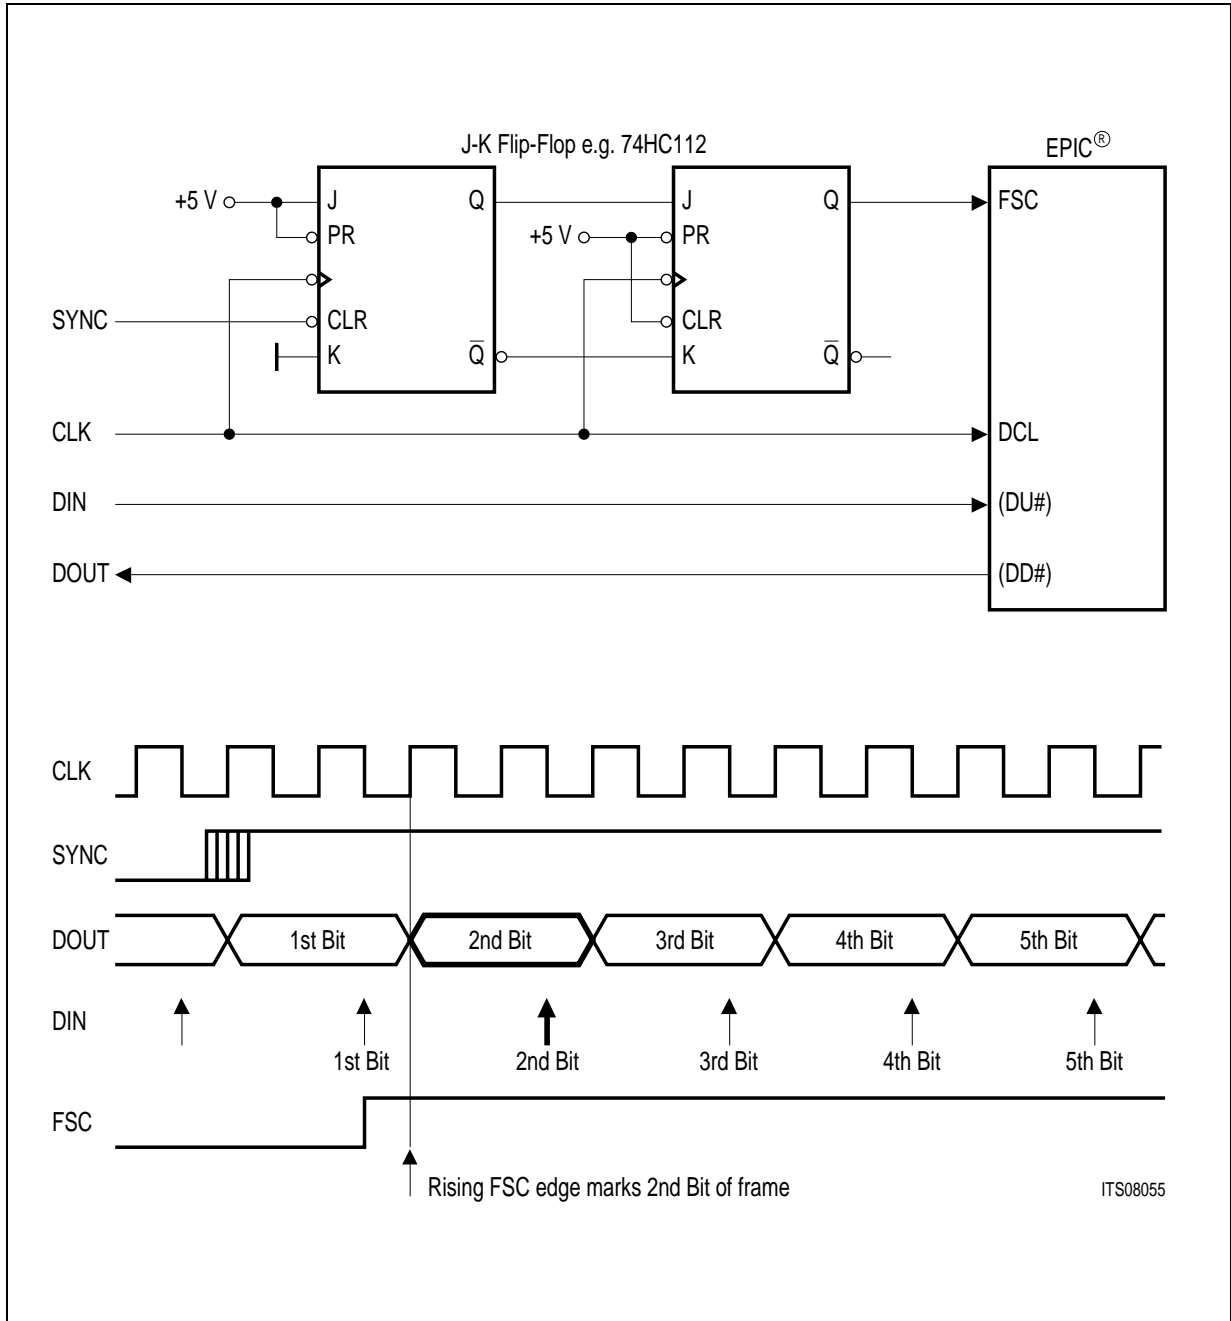 J-K Flip-Flop e.g. 74HC112
EPIC®
+5 V
J
Q
J
Q
FSC
PR
+5 V
PR
SYNC
CLR
CLR
K
Q̅
K
Q̅
CLK
DCL
DIN
(DU#)
DOUT
(DD#)
CLK
SYNC
DOUT
1st Bit
2nd Bit
3rd Bit
4th Bit
5th Bit
DIN
1st Bit
2nd Bit
3rd Bit
4th Bit
5th Bit
FSC
Rising FSC edge marks 2nd Bit of frame
ITS08055